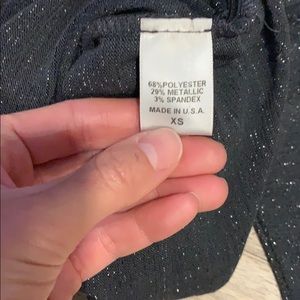 68%POLYESTER
29% METALLIC
3% SPANDEX
MADE IN U.S.A.
XS